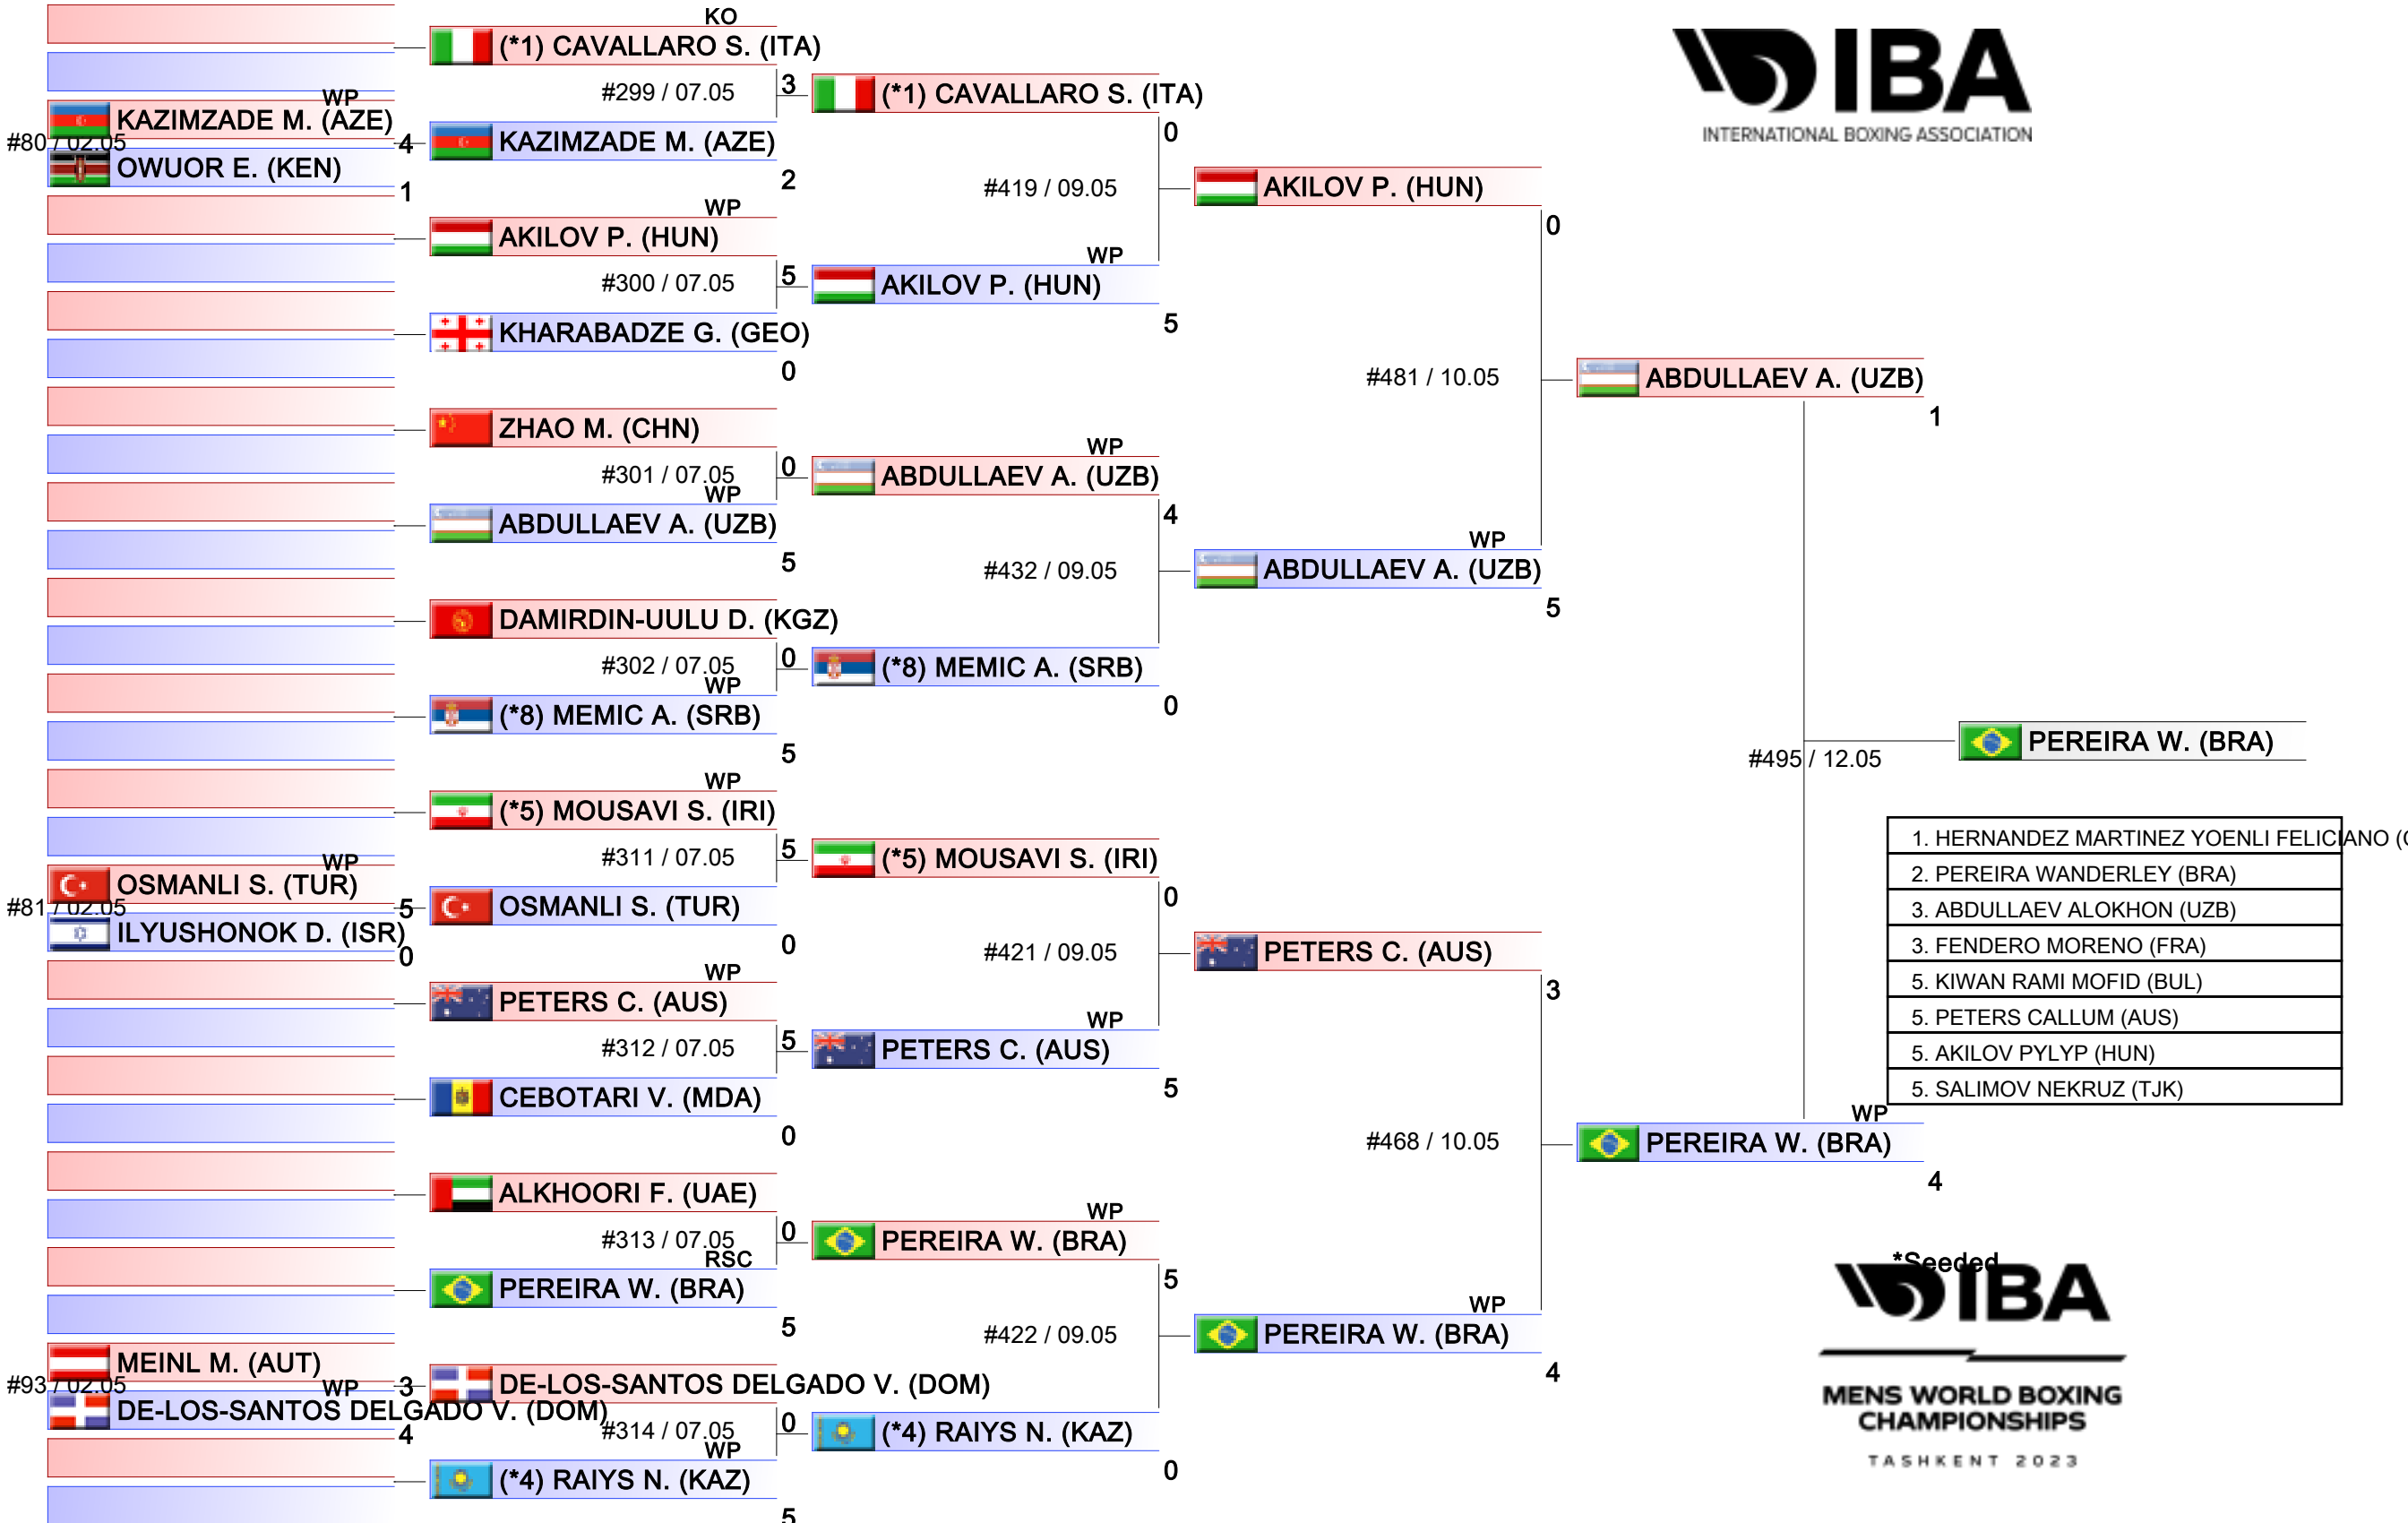 KO
(*1) CAVALLARO S. (ITA)
#299 / 07.05
3
(*1) CAVALLARO S. (ITA)
0
WP
KAZIMZADE M. (AZE)
#80 / 02.05
4
OWUOR E. (KEN)
1
KAZIMZADE M. (AZE)
2
#419 / 09.05
AKILOV P. (HUN)
0
WP
AKILOV P. (HUN)
#300 / 07.05
5
WP
AKILOV P. (HUN)
5
KHARABADZE G. (GEO)
0
#481 / 10.05
ABDULLAEV A. (UZB)
1
ZHAO M. (CHN)
#301 / 07.05
0
WP
ABDULLAEV A. (UZB)
4
WP
ABDULLAEV A. (UZB)
5
#432 / 09.05
WP
ABDULLAEV A. (UZB)
5
DAMIRDIN-UULU D. (KGZ)
#302 / 07.05
0
(*8) MEMIC A. (SRB)
0
WP
(*8) MEMIC A. (SRB)
5
#495 / 12.05
PEREIRA W. (BRA)
WP
(*5) MOUSAVI S. (IRI)
#311 / 07.05
5
(*5) MOUSAVI S. (IRI)
0
WP
OSMANLI S. (TUR)
#81 / 02.05
5
ILYUSHONOK D. (ISR)
0
OSMANLI S. (TUR)
0
#421 / 09.05
PETERS C. (AUS)
3
WP
PETERS C. (AUS)
#312 / 07.05
5
WP
PETERS C. (AUS)
5
CEBOTARI V. (MDA)
0
#468 / 10.05
WP
PEREIRA W. (BRA)
4
ALKHOORI F. (UAE)
#313 / 07.05
0
WP
PEREIRA W. (BRA)
5
RSC
PEREIRA W. (BRA)
5
#422 / 09.05
WP
PEREIRA W. (BRA)
4
MEINL M. (AUT)
#93 / 02.05
3
WP
DE-LOS-SANTOS DELGADO V. (DOM)
4
DE-LOS-SANTOS DELGADO V. (DOM)
#314 / 07.05
0
(*4) RAIYS N. (KAZ)
0
WP
(*4) RAIYS N. (KAZ)
5
IBA
INTERNATIONAL BOXING ASSOCIATION
1. HERNANDEZ MARTINEZ YOENLI FELICIANO (
2. PEREIRA WANDERLEY (BRA)
3. ABDULLAEV ALOKHON (UZB)
3. FENDERO MORENO (FRA)
5. KIWAN RAMI MOFID (BUL)
5. PETERS CALLUM (AUS)
5. AKILOV PYLYP (HUN)
5. SALIMOV NEKRUZ (TJK)
*Seeded
IBA
MENS WORLD BOXING
CHAMPIONSHIPS
TASHKENT 2023